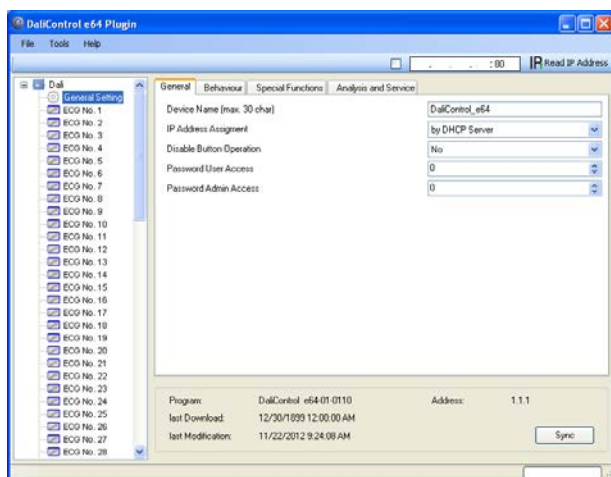 DaliControl e64 Plugin
File Tools Help
. . . :80 Read IP Address
Dali
General Setting
ECG No. 1
ECG No. 2
ECG No. 3
ECG No. 4
ECG No. 5
ECG No. 6
ECG No. 7
ECG No. 8
ECG No. 9
ECG No. 10
ECG No. 11
ECG No. 12
ECG No. 13
ECG No. 14
ECG No. 15
ECG No. 16
ECG No. 17
ECG No. 18
ECG No. 19
ECG No. 20
ECG No. 21
ECG No. 22
ECG No. 23
ECG No. 24
ECG No. 25
ECG No. 26
ECG No. 27
ECG No. 28
General Behaviour Special Functions Analysis and Service
Device Name (max. 30 char) DaliControl_e64
IP Address Assigment by DHCP Server
Disable Button Operation No
Password User Access 0
Password Admin Access 0
Program: DaliControl e64-01-0110 Address: 1.1.1
last Download: 12/30/1899 12:00:00 AM
last Modification: 11/22/2012 9:24:08 AM
Sync